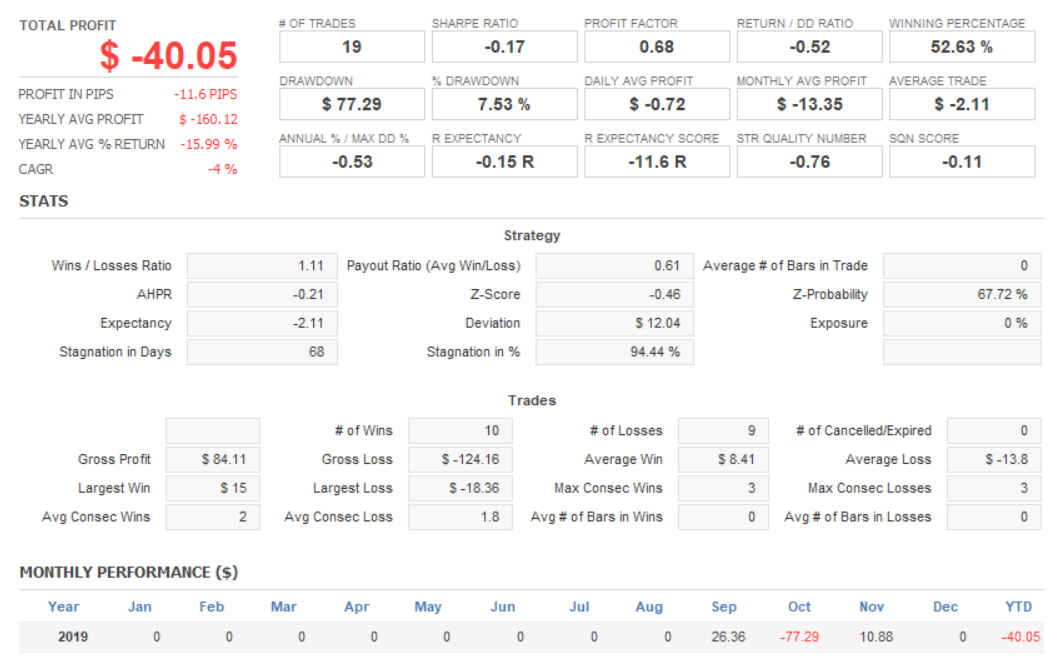 TOTAL PROFIT
$ -40.05
PROFIT IN PIPS -11.6 PIPS
YEARLY AVG PROFIT $ -160.12
YEARLY AVG % RETURN -15.99 %
CAGR -4 %
# OF TRADES SHARPE RATIO PROFIT FACTOR RETURN / DD RATIO WINNING PERCENTAGE
19 -0.17 0.68 -0.52 52.63 %
DRAWDOWN % DRAWDOWN DAILY AVG PROFIT MONTHLY AVG PROFIT AVERAGE TRADE
$ 77.29 7.53 % $ -0.72 $ -13.35 $ -2.11
ANNUAL % / MAX DD % R EXPECTANCY R EXPECTANCY SCORE STR QUALITY NUMBER SQN SCORE
-0.53 -0.15 R -11.6 R -0.76 -0.11
STATS
Strategy
Wins / Losses Ratio 1.11 Payout Ratio (Avg Win/Loss) 0.61 Average # of Bars in Trade 0
AHPR -0.21 Z-Score -0.46 Z-Probability 67.72 %
Expectancy -2.11 Deviation $ 12.04 Exposure 0 %
Stagnation in Days 68 Stagnation in % 94.44 %
Trades
# of Wins 10 # of Losses 9 # of Cancelled/Expired 0
Gross Profit $ 84.11 Gross Loss $ -124.16 Average Win $ 8.41 Average Loss $ -13.8
Largest Win $ 15 Largest Loss $ -18.36 Max Consec Wins 3 Max Consec Losses 3
Avg Consec Wins 2 Avg Consec Loss 1.8 Avg # of Bars in Wins 0 Avg # of Bars in Losses 0
MONTHLY PERFORMANCE ($)
Year Jan Feb Mar Apr May Jun Jul Aug Sep Oct Nov Dec YTD
2019 0 0 0 0 0 0 0 0 26.36 -77.29 10.88 0 -40.05